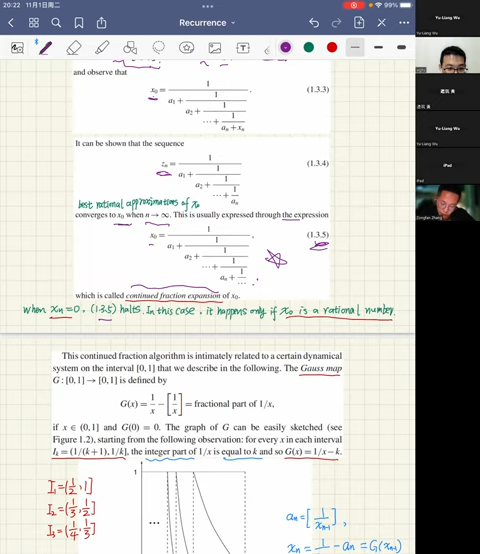 20:22 11月1日周二
99%
Recurrence
and observe that
x₀ = 1/(a₁ + 1/(a₂ + 1/(⋯ + 1/(aₙ + xₙ)))) . (1.3.3)
It can be shown that the sequence
zₙ = 1/(a₁ + 1/(a₂ + 1/(⋯ + 1/aₙ))) (1.3.4)
best rational approximations of x₀
converges to x₀ when n → ∞. This is usually expressed through the expression
x₀ = 1/(a₁ + 1/(a₂ + 1/(⋯ + 1/(aₙ + ⋯)))) , (1.3.5)
which is called continued fraction expansion of x₀.
when xₙ=0, (1.3.5) halts. In this case, it happens only if x₀ is a rational number.
This continued fraction algorithm is intimately related to a certain dynamical
system on the interval [0,1] that we describe in the following. The Gauss map
G : [0,1] → [0,1] is defined by
G(x) = 1/x − [1/x] = fractional part of 1/x,
if x ∈ (0,1] and G(0) = 0. The graph of G can be easily sketched (see
Figure 1.2), starting from the following observation: for every x in each interval
Iₖ = (1/(k+1), 1/k], the integer part of 1/x is equal to k and so G(x) = 1/x − k.
I₁ = (1/2, 1]
I₂ = (1/3, 1/2]
I₃ = (1/4, 1/3]
1
...
aₙ = [1/xₙ₋₁],
xₙ = 1/ − aₙ = G(xₙ₋₁)
Yu-Liang Wu
Yu-Liang Wu
Yu-Liang Wu
Yu-Liang Wu
iPad
iPad
Zongfan Zhang